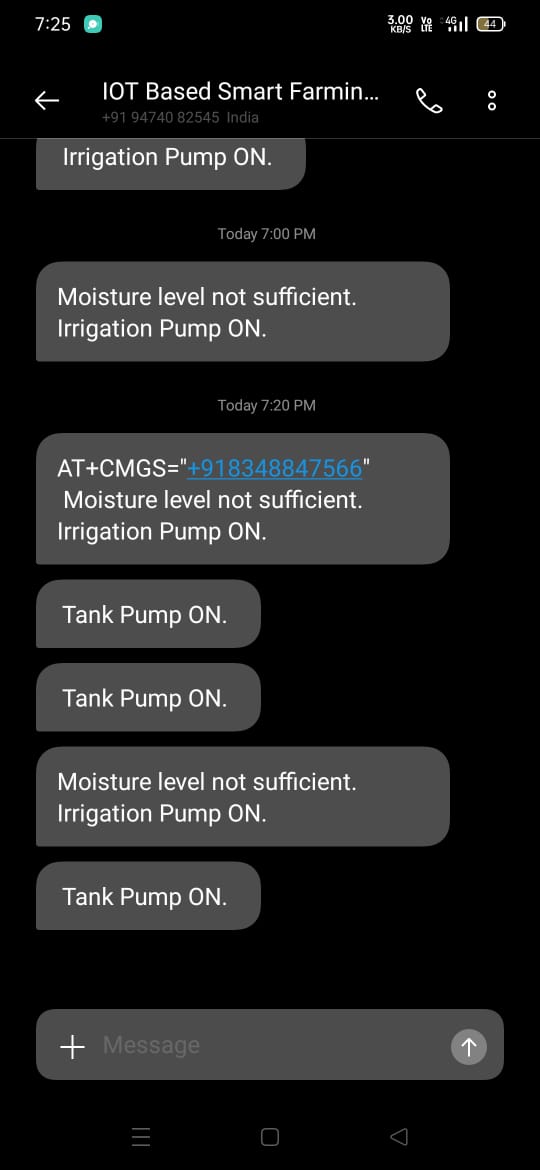 7:25
3.00 KB/S Vo LTE 4G 44
IOT Based Smart Farmin...
+91 94740 82545 India
Irrigation Pump ON.
Today 7:00 PM
Moisture level not sufficient.
Irrigation Pump ON.
Today 7:20 PM
AT+CMGS="+918348847566"
Moisture level not sufficient.
Irrigation Pump ON.
Tank Pump ON.
Tank Pump ON.
Moisture level not sufficient.
Irrigation Pump ON.
Tank Pump ON.
Message